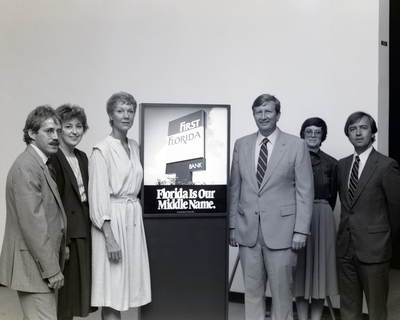 FIRST
FLORIDA
BANK
Florida Is Our
Middle Name.